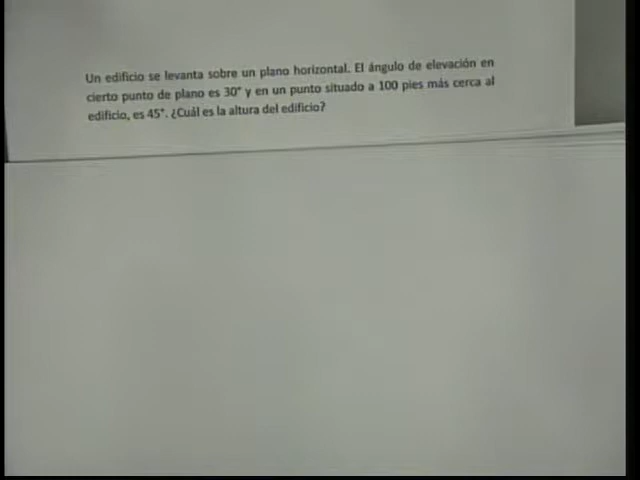 Un edificio se levanta sobre un plano horizontal. El ángulo de elevación en
cierto punto de plano es 30° y en un punto situado a 100 pies más cerca al
edificio, es 45°. ¿Cuál es la altura del edificio?